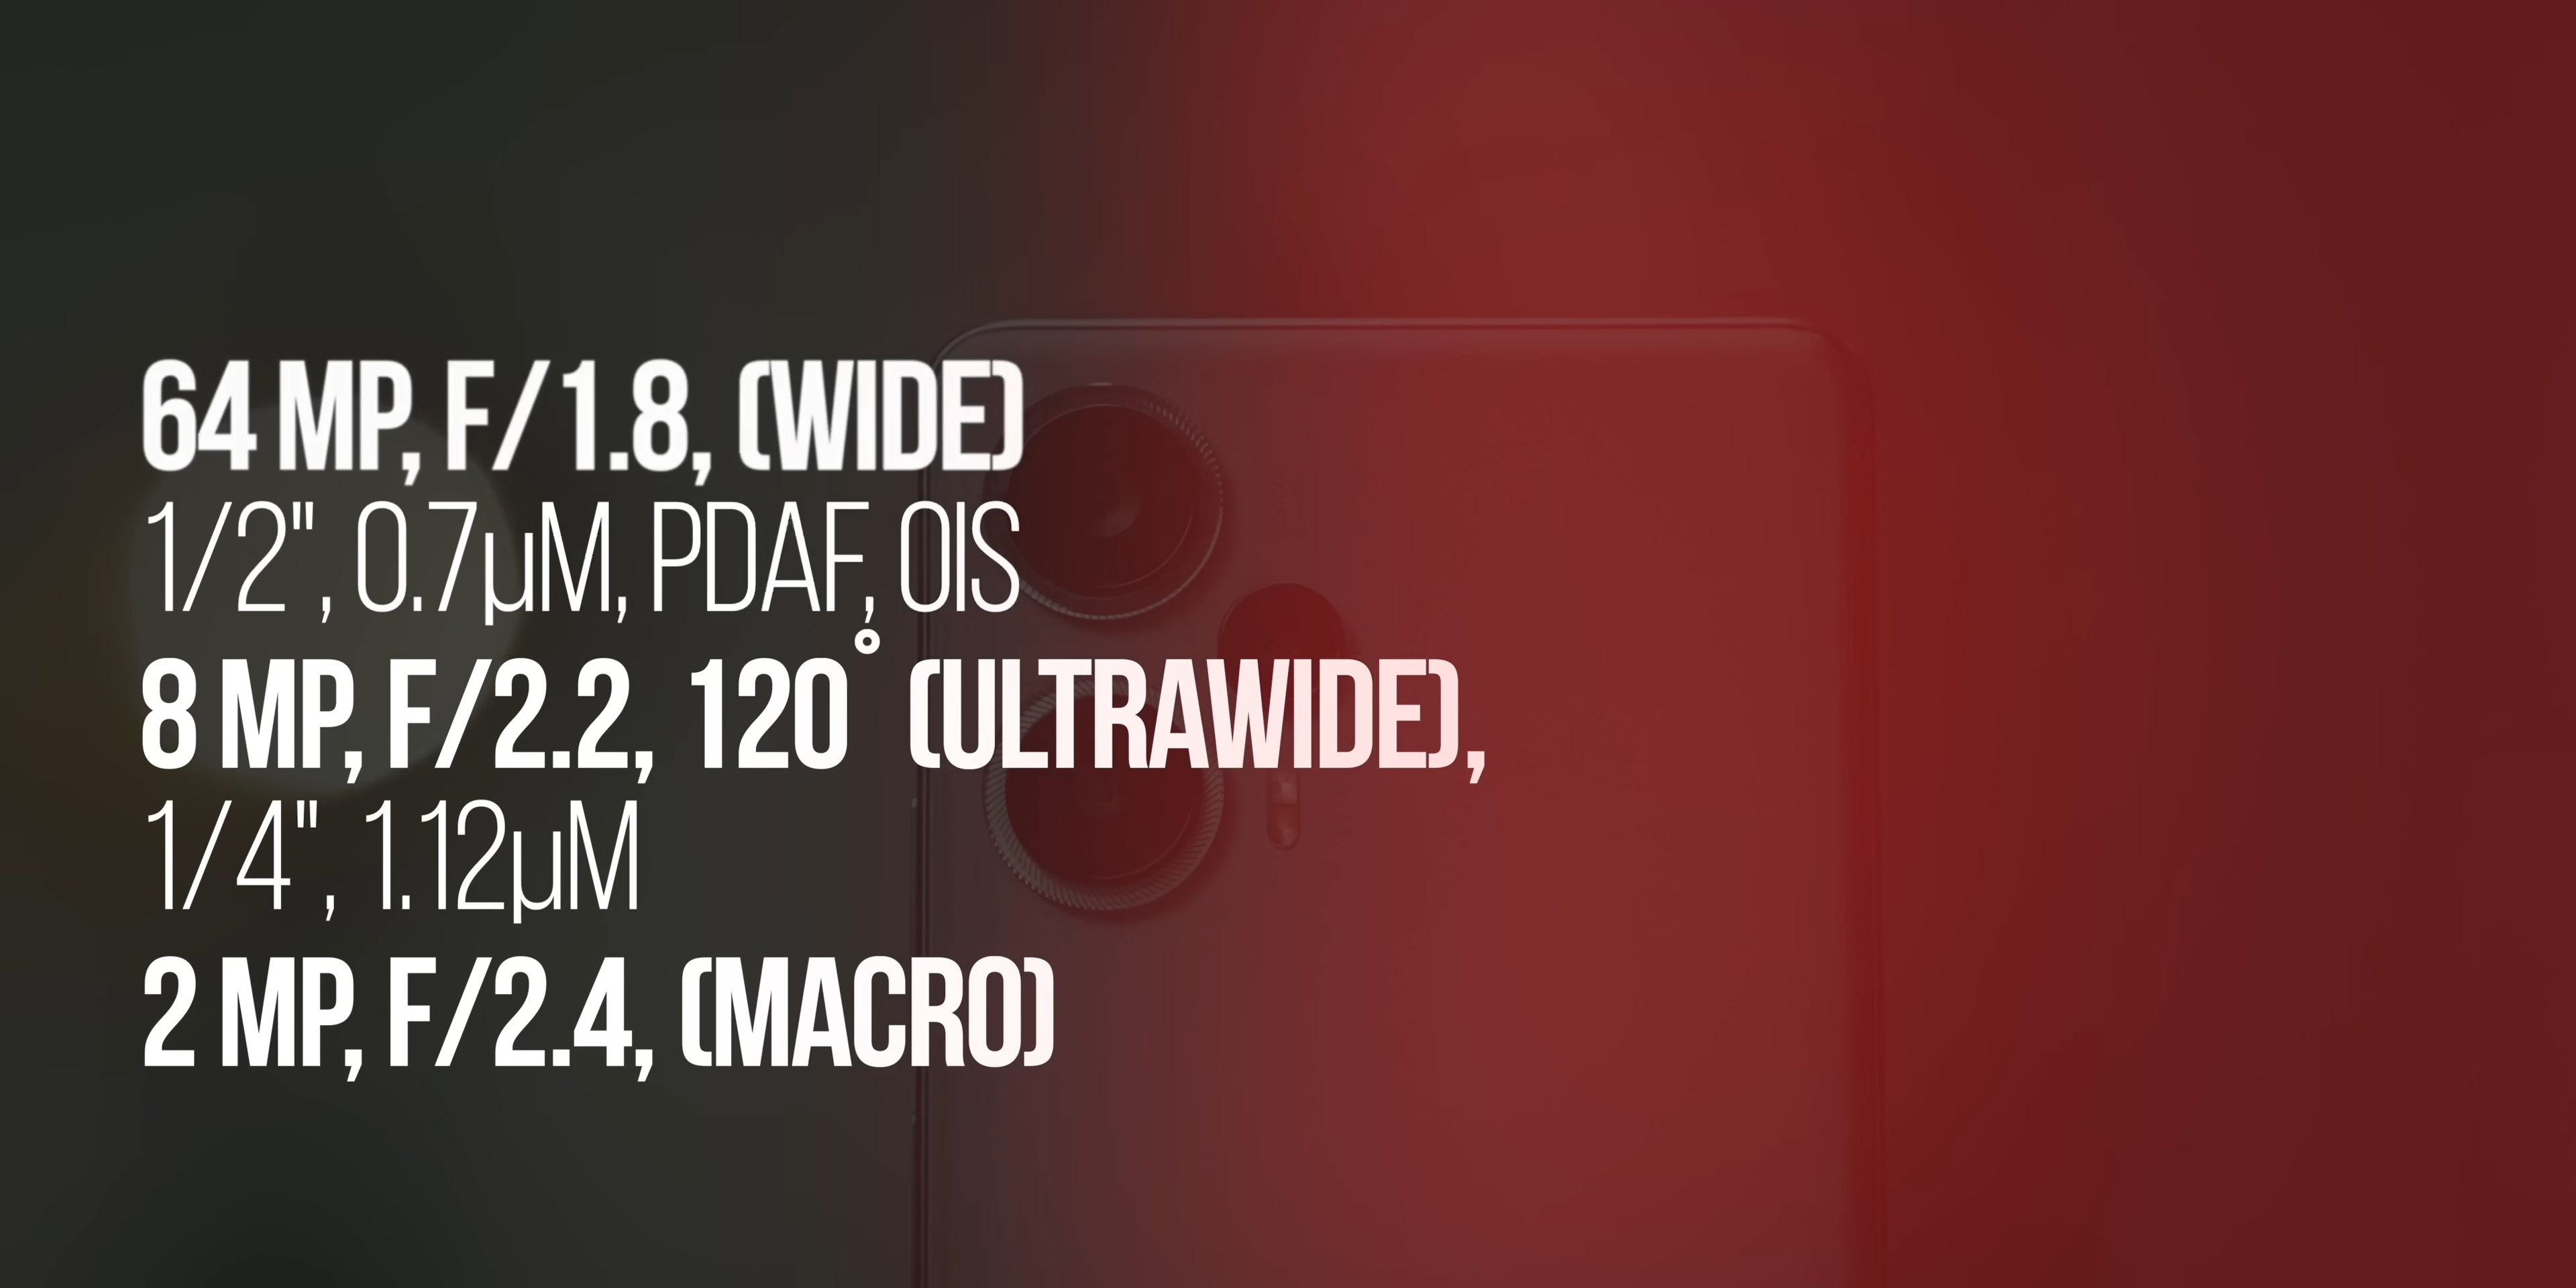 64 MP, F/1.8, (WIDE)
1/2", 0.7µM, PDAF, OIS
8 MP, F/2.2, 120° (ULTRAWIDE),
1/4", 1.12µM
2 MP, F/2.4, (MACRO)